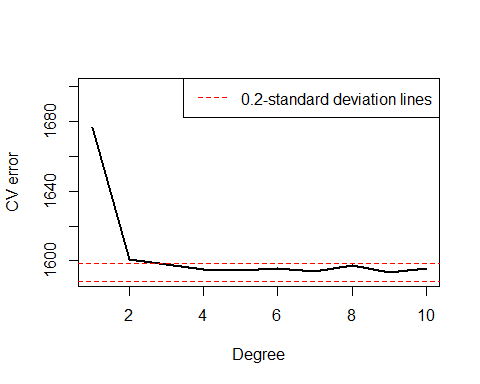 0.2-standard deviation lines
CV error
1680
1640
1600
2 4 6 8 10
Degree